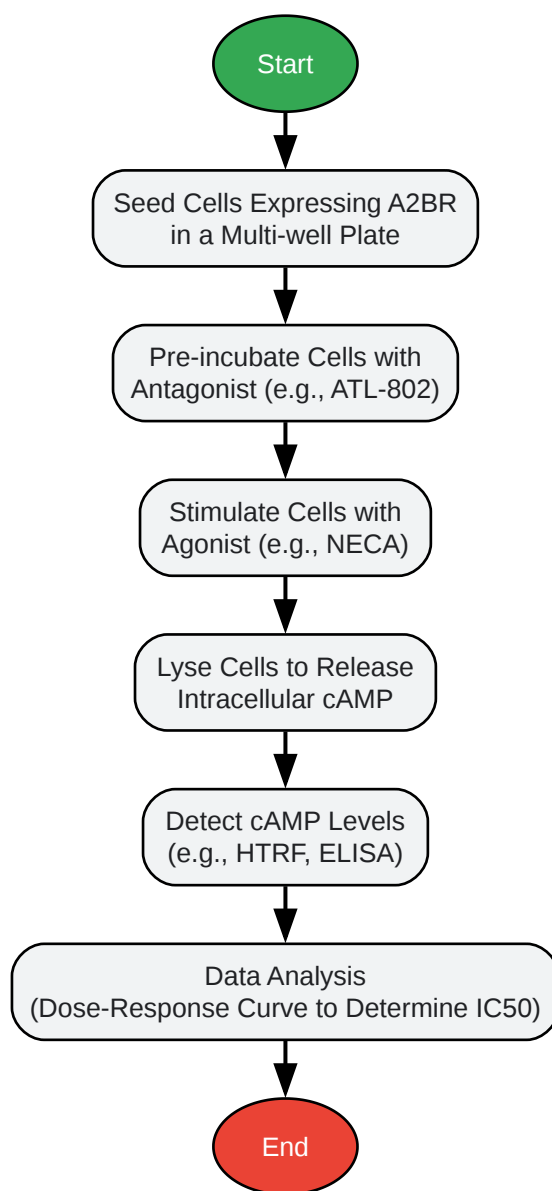 Start
Seed Cells Expressing A2BR
in a Multi-well Plate
Pre-incubate Cells with
Antagonist (e.g., ATL-802)
Stimulate Cells with
Agonist (e.g., NECA)
Lyse Cells to Release
Intracellular cAMP
Detect cAMP Levels
(e.g., HTRF, ELISA)
Data Analysis
(Dose-Response Curve to Determine IC50)
End